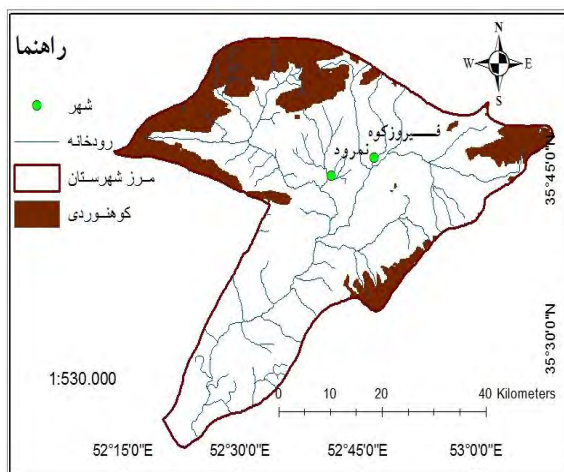 راهنما
شهر
رودخانه
مرز شهرستان
کوهنوردی
N
W E
S
فیروزکوه
نمرود
35°45'0"N
35°30'0"N
1:530.000
0 10 20 40 Kilometers
52°15'0"E 52°30'0"E 52°45'0"E 53°00'0"E